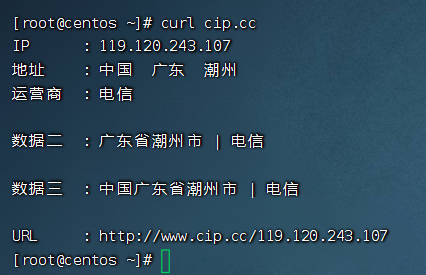 [root@centos ~]# curl cip.cc
IP : 119.120.243.107
地址 : 中国 广东 潮州
运营商 : 电信
数据二 : 广东省潮州市 | 电信
数据三 : 中国广东省潮州市 | 电信
URL : http://www.cip.cc/119.120.243.107
[root@centos ~]#